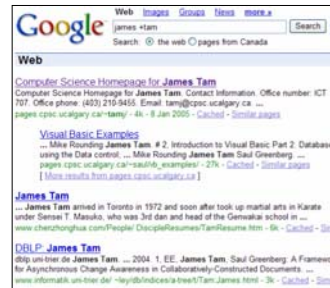 Google
Web Images Groups News more »
james +tam
Search
Search: the web pages from Canada
Web
Computer Science Homepage for James Tam
Computer Science Homepage for James Tam. Contact Information. Office number: ICT
707. Office phone: (403) 210-9455. Email: tamj@cpsc.ucalgary.ca. ...
pages.cpsc.ucalgary.ca/~tamj/ - 4k - 8 Jan 2005 - Cached - Similar pages
Visual Basic Examples
... Mike Rounding James Tam. # 2, Introduction to Visual Basic Part 2: Database
using the Data control, ... Mike Rounding James Tam Saul Greenberg. ...
pages.cpsc.ucalgary.ca/~saul/vb_examples/ - 27k - Cached - Similar pages
[ More results from pages.cpsc.ucalgary.ca ]
James Tam
... James Tam arrived in Toronto in 1972 and soon after took up martial arts in Karate
under Sensei T. Masuko, who was 3rd dan and head of the Genwakai school in ...
www.chenzhonghua.com/People/ DiscipleResumes/TamResume.htm - 6k - Cached - Sim
DBLP: James Tam
dblp.uni-trier.de James Tam. ... 2004. 1, EE, James Tam, Saul Greenberg: A Framewo
for Asynchronous Change Awareness in Collaboratively-Constructed Documents. ...
www.informatik.uni-trier.de/ ~ley/db/indices/a-tree/t/Tam:James.html - 3k - Cached - Si